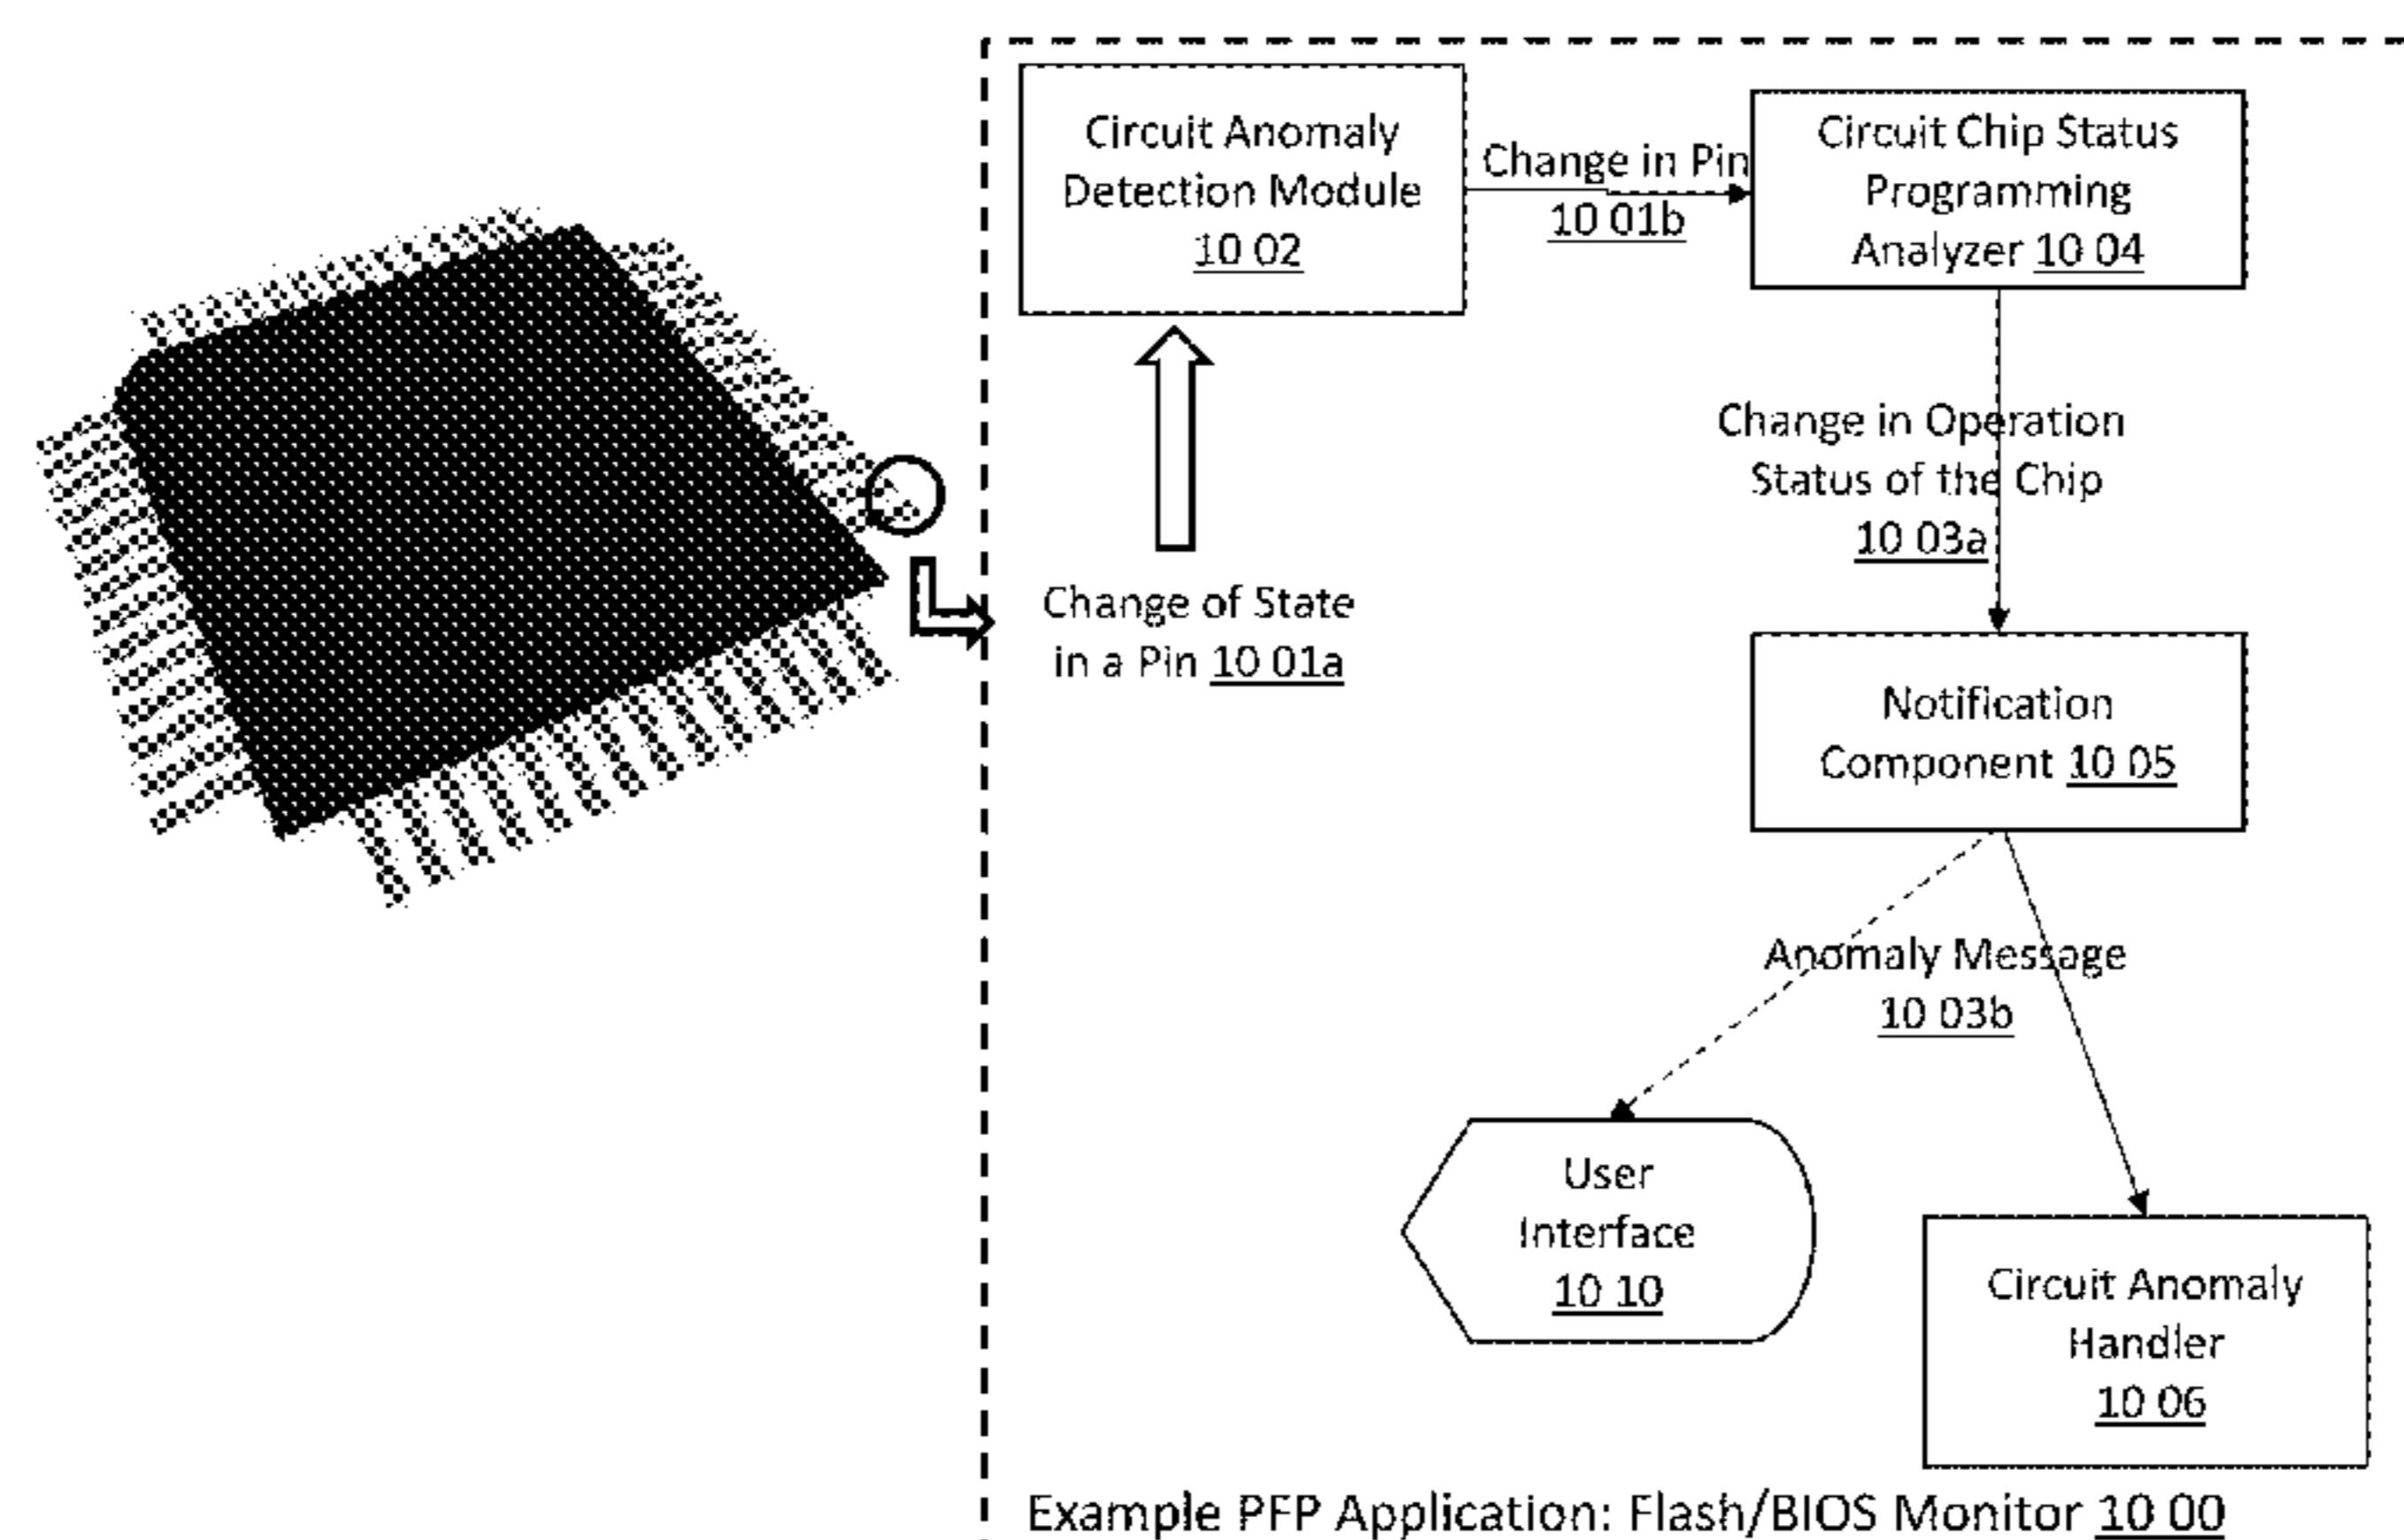 Circuit Anomaly
Detection Module
10 02
Change in Pin
10 01b
Circuit Chip Status
Programming
Analyzer 10 04
Change of State
in a Pin 10 01a
Change in Operation
Status of the Chip
10 03a
Notification
Component 10 05
Anomaly Message
10 03b
User
Interface
10 10
Circuit Anomaly
Handler
10 06
Example PFP Application: Flash/BIOS Monitor 10 00